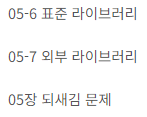 05-6 표준 라이브러리
05-7 외부 라이브러리
05장 되새김 문제